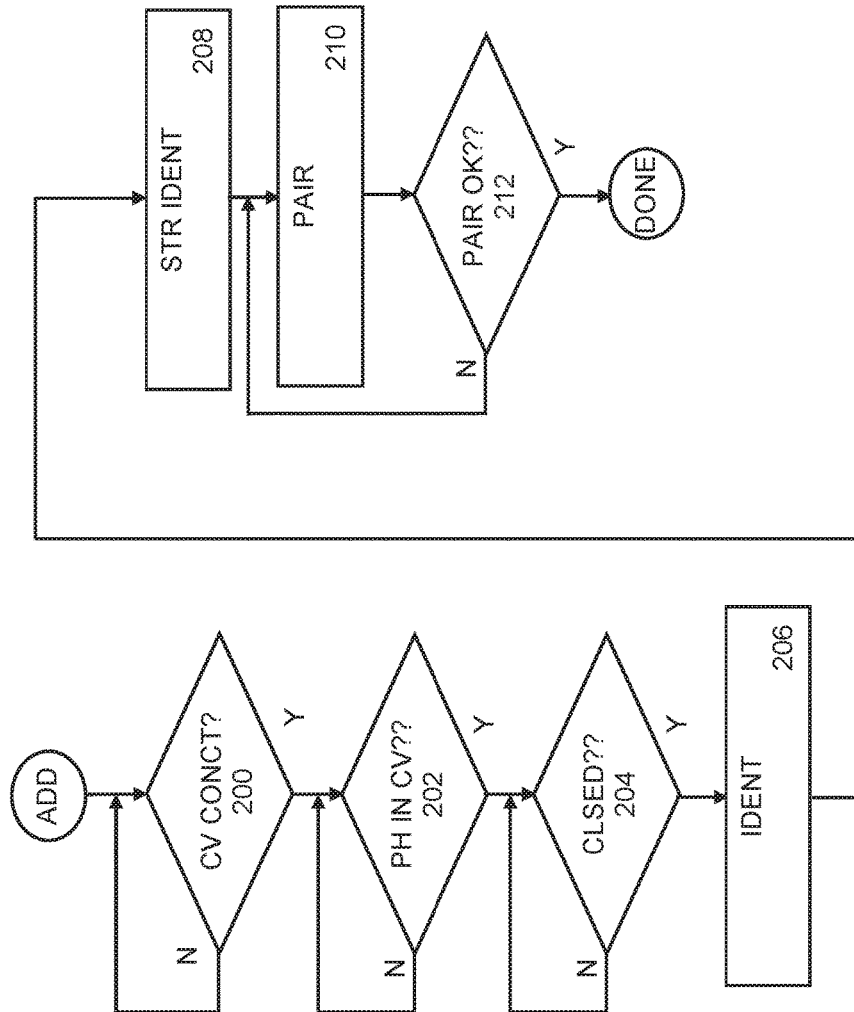 ADD
CV CONCT?
200
N
Y
PH IN CV??
202
N
Y
CLSED??
204
N
Y
IDENT
206
STR IDENT
208
PAIR
210
PAIR OK??
212
N
Y
DONE